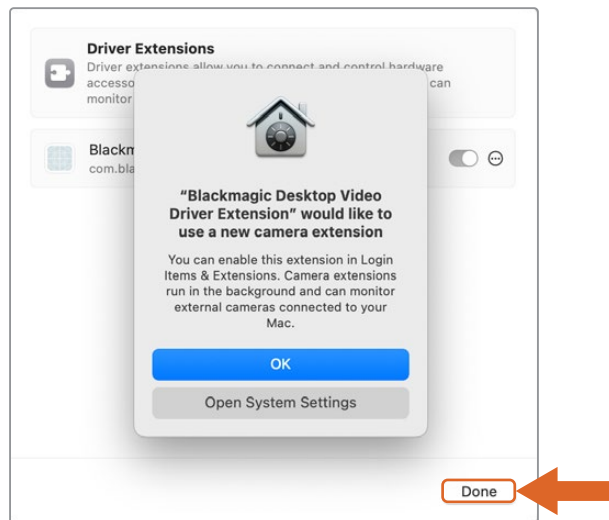 Driver Extensions
Driver extensions allow you to connect and control hardware
accesso
can
monitor
Blackm
com.bla
“Blackmagic Desktop Video
Driver Extension” would like to
use a new camera extension
You can enable this extension in Login
Items & Extensions. Camera extensions
run in the background and can monitor
external cameras connected to your
Mac.
OK
Open System Settings
Done